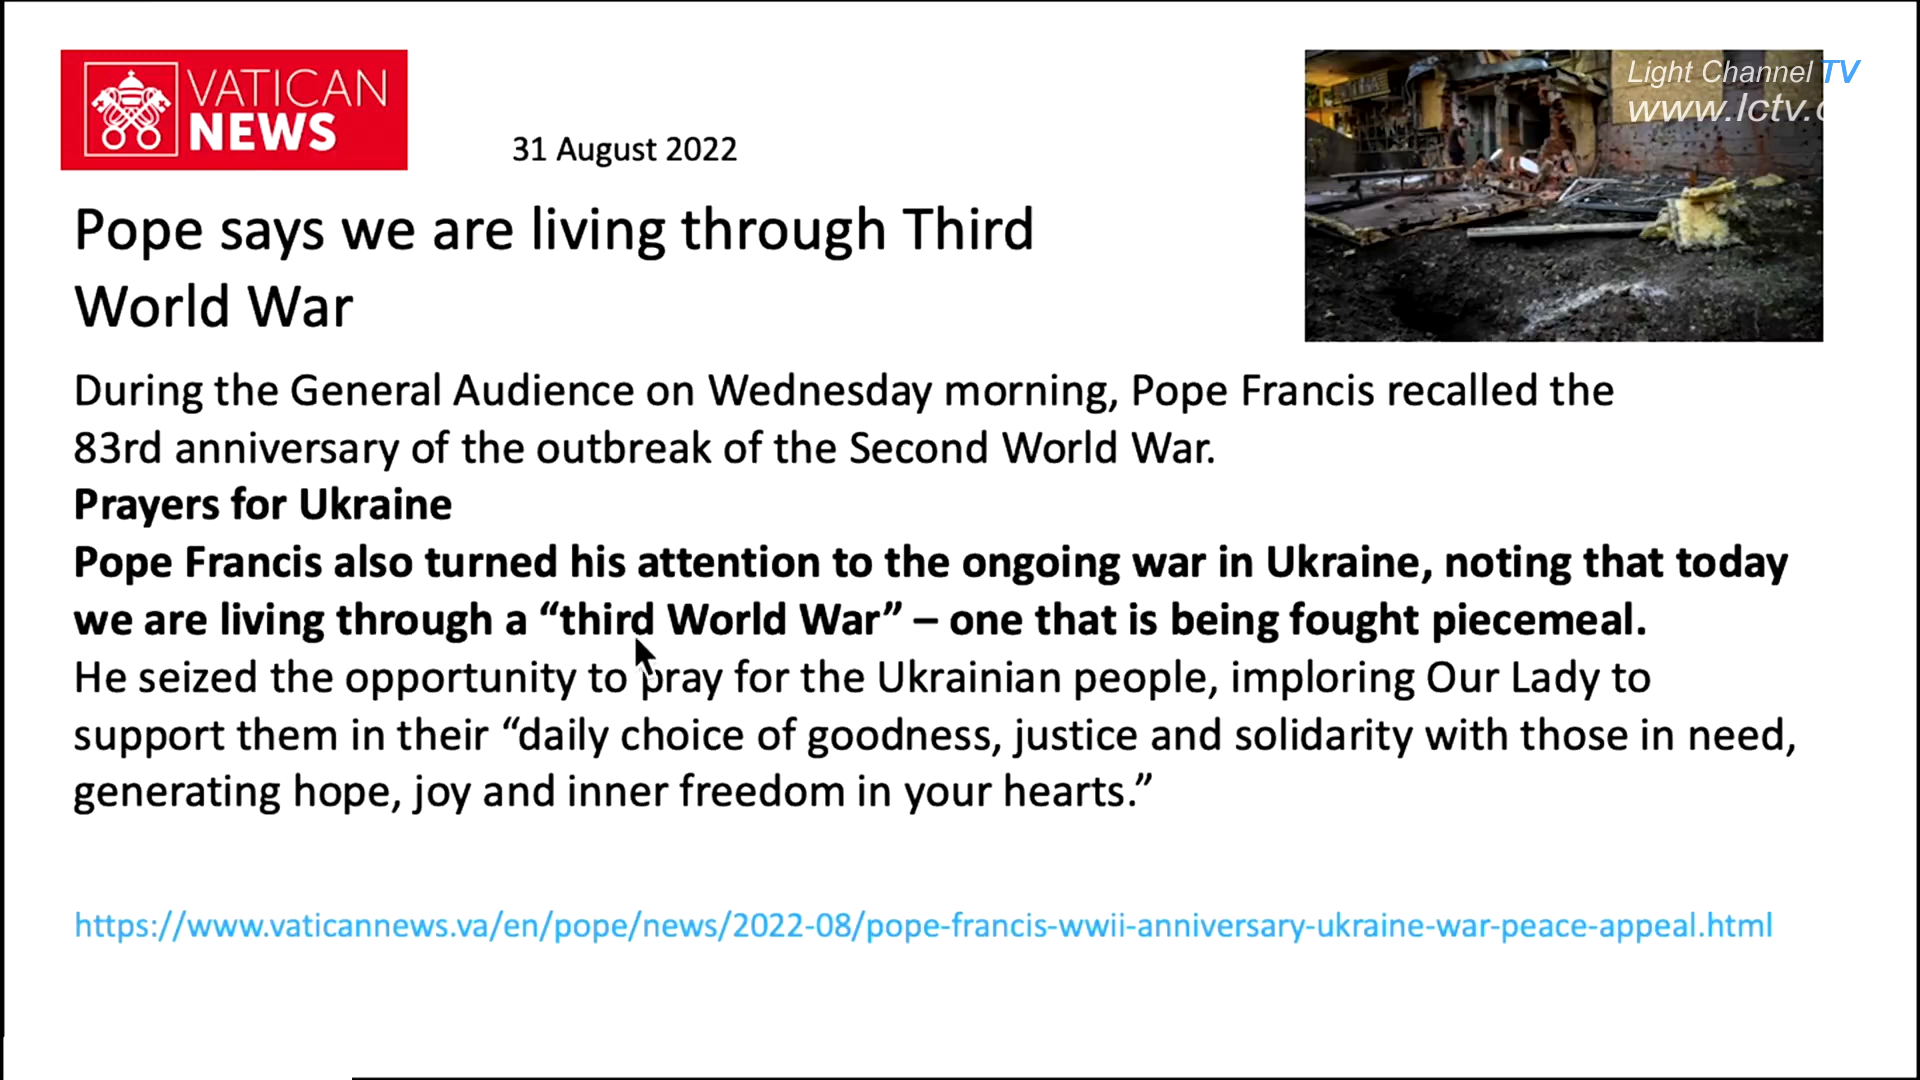 VATICAN
NEWS
Light Channel TV
www.lctv.
31 August 2022
Pope says we are living through Third
World War
During the General Audience on Wednesday morning, Pope Francis recalled the
83rd anniversary of the outbreak of the Second World War.
Prayers for Ukraine
Pope Francis also turned his attention to the ongoing war in Ukraine, noting that today
we are living through a “third World War” – one that is being fought piecemeal.
He seized the opportunity to pray for the Ukrainian people, imploring Our Lady to
support them in their “daily choice of goodness, justice and solidarity with those in need,
generating hope, joy and inner freedom in your hearts.”
https://www.vaticannews.va/en/pope/news/2022-08/pope-francis-wwii-anniversary-ukraine-war-peace-appeal.html